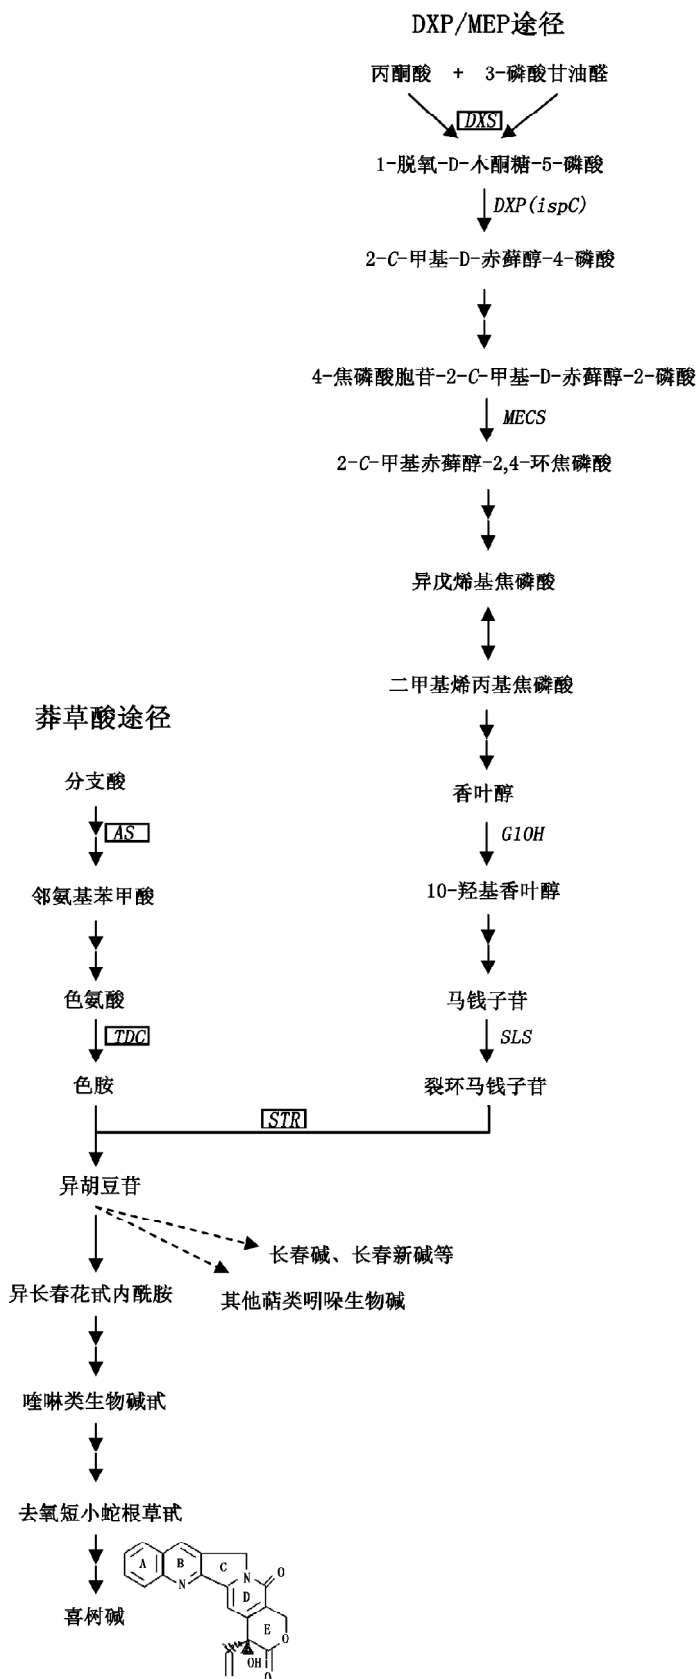 DXP/MEP途径
丙酮酸 + 3-磷酸甘油醛
DXS
1-脱氧-D-木酮糖-5-磷酸
DXP(ispC)
2-C-甲基-D-赤藓醇-4-磷酸
4-焦磷酸胞苷-2-C-甲基-D-赤藓醇-2-磷酸
MECS
2-C-甲基赤藓醇-2,4-环焦磷酸
异戊烯基焦磷酸
二甲基烯丙基焦磷酸
香叶醇
G10H
10-羟基香叶醇
马钱子苷
SLS
裂环马钱子苷
莽草酸途径
分支酸
AS
邻氨基苯甲酸
色氨酸
TDC
色胺
STR
异胡豆苷
长春碱、长春新碱等
其他萜类吲哚生物碱
异长春花甙内酰胺
喹啉类生物碱甙
去氧短小蛇根草甙
喜树碱
A
B
C
N
O
N
D
E
O
OH
O